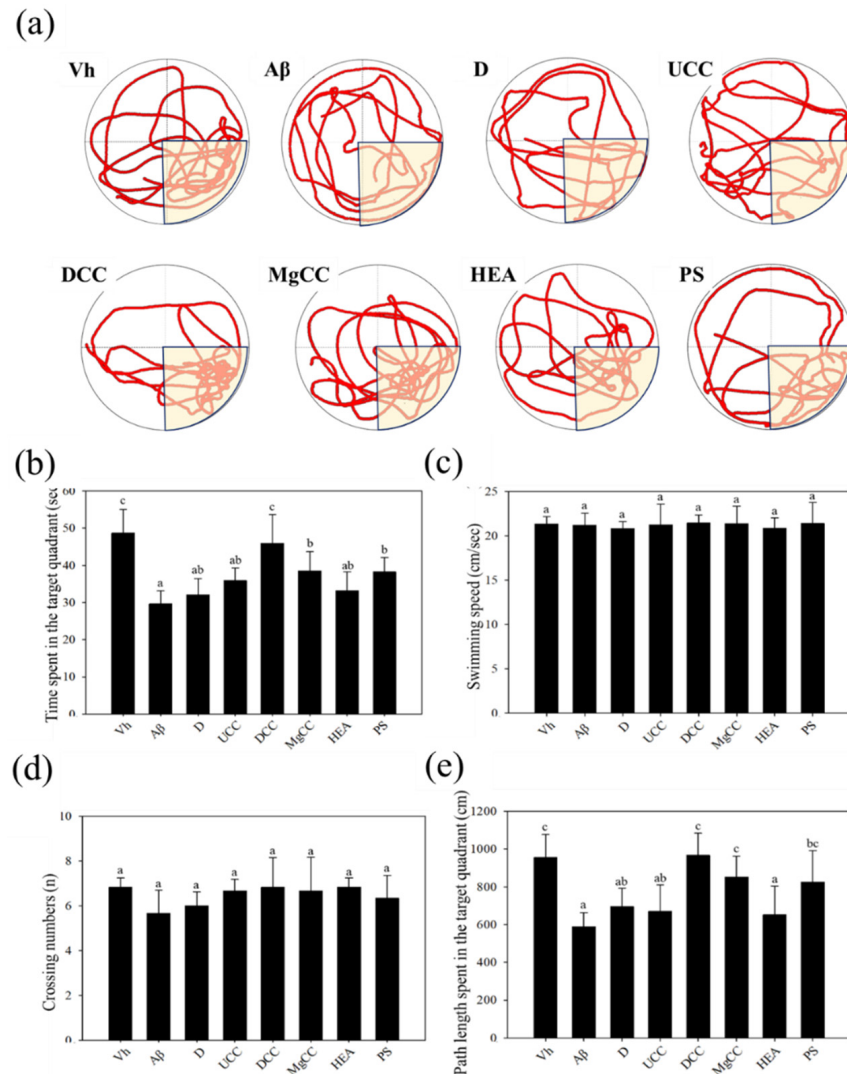 (a)
Vh Aβ D UCC
DCC MgCC HEA PS
(b)
Time spent in the target quadrant (sec
60
50
40
30
20
10
0
c a ab ab c b ab b
Vh Aβ D UCC DCC MgCC HEA PS
(c)
Swimming speed (cm/sec)
25
20
15
10
5
0
a a a a a a a a
Vh Aβ D UCC DCC MgCC HEA PS
(d)
Crossing numbers (n)
10
8
6
4
2
0
a a a a a a a a
Vh Aβ D UCC DCC MgCC HEA PS
(e)
Path length spent in the target quadrant (cm)
1200
1000
800
600
400
200
0
c a ab ab c c a bc
Vh Aβ D UCC DCC MgCC HEA PS